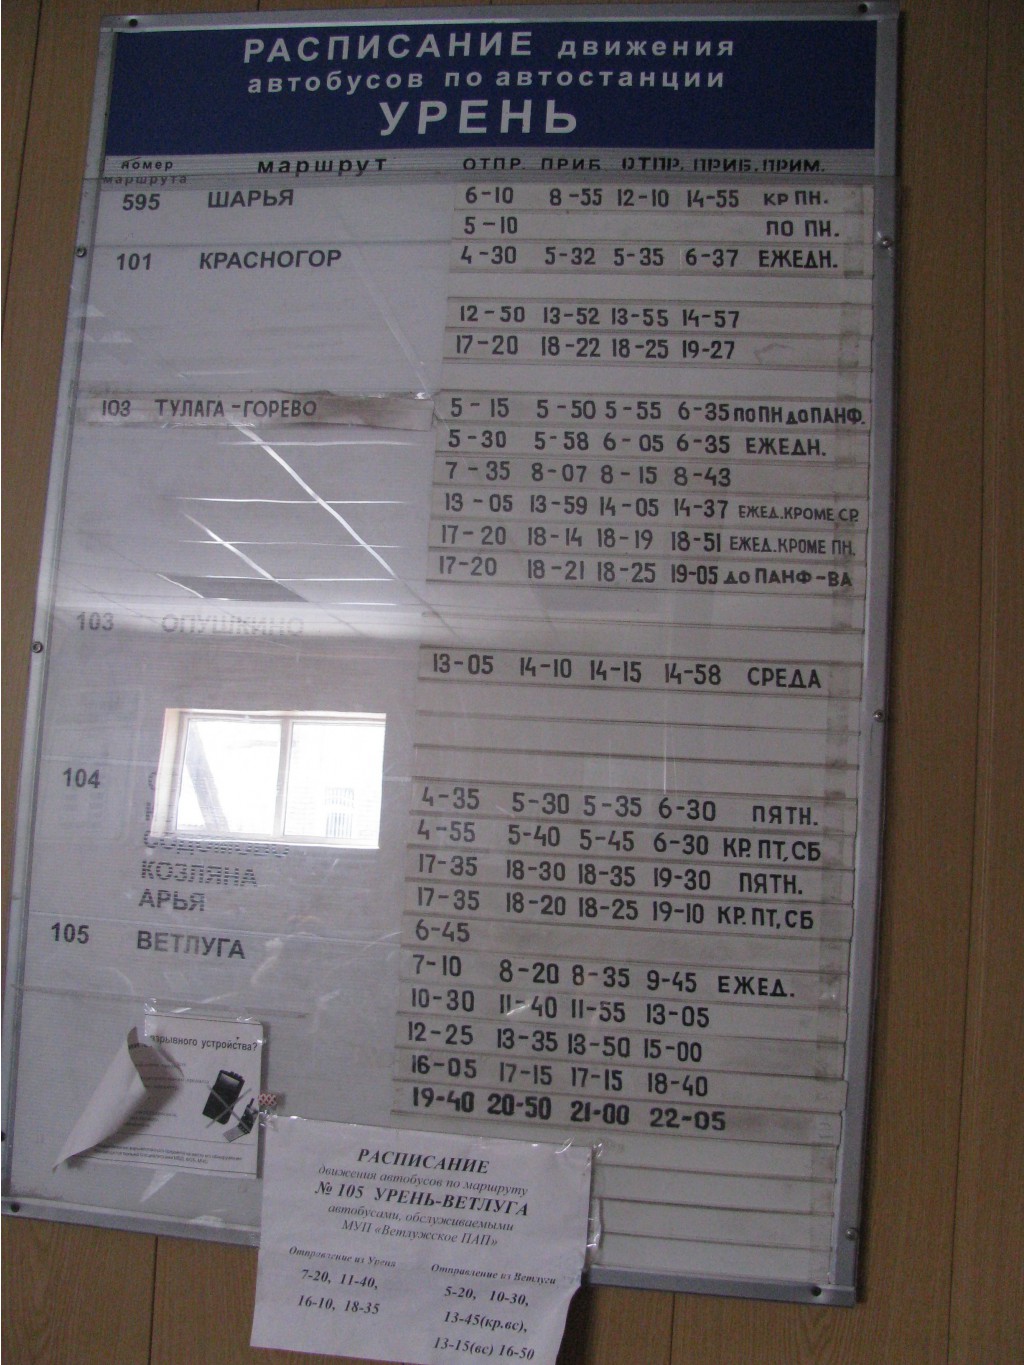 РАСПИСАНИЕ движения
автобусов по автостанции
УРЕНЬ
номер маршрута маршрут ОТПР. ПРИБ. ОТПР. ПРИБ. ПРИМ.
595 ШАРЬЯ 6-10 8-55 12-10 14-55 КР ПН.
5-10 ПО ПН.
101 КРАСНОГОР 4-30 5-32 5-35 6-37 ЕЖЕДН.
12-50 13-52 13-55 14-57
17-20 18-22 18-25 19-27
103 ТУЛАГА-ГОРЕВО 5-15 5-50 5-55 6-35 ПО ПН ДО ПАНФ.
5-30 5-58 6-05 6-35 ЕЖЕДН.
7-35 8-07 8-15 8-43
13-05 13-59 14-05 14-37 ЕЖЕД.КРОМЕ СР.
17-20 18-14 18-19 18-51 ЕЖЕД.КРОМЕ ПН.
17-20 18-21 18-25 19-05 ДО ПАНФ-ВА
103 ОПУШКИНО
13-05 14-10 14-15 14-58 СРЕДА
104
4-35 5-30 5-35 6-30 ПЯТН.
4-55 5-40 5-45 6-30 КР.ПТ,СБ
КОЗЛЯНА 17-35 18-30 18-35 19-30 ПЯТН.
АРЬЯ 17-35 18-20 18-25 19-10 КР.ПТ,СБ
105 ВЕТЛУГА 6-45
7-10 8-20 8-35 9-45 ЕЖЕД.
10-30 11-40 11-55 13-05
12-25 13-35 13-50 15-00
16-05 17-15 17-15 18-40
19-40 20-50 21-00 22-05
устройства?
РАСПИСАНИЕ
движения автобусов по маршруту
№ 105 УРЕНЬ-ВЕТЛУГА
автобусами, обслуживаемыми
МУП «Ветлужское ПАП»
Отправление из Уреня
7-20, 11-40,
16-10, 18-35
Отправление из Ветлуги
5-20, 10-30,
13-45(кр.вс),
13-15(вс) 16-50